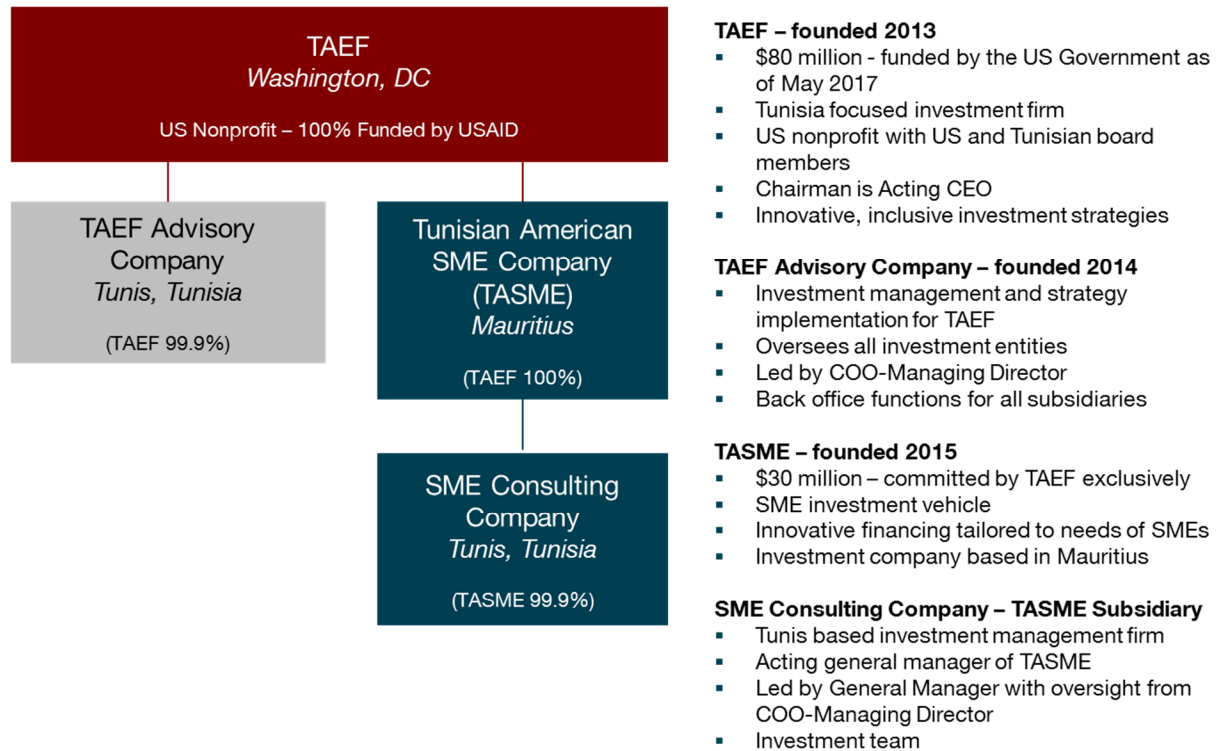 TAEF
Washington, DC
US Nonprofit – 100% Funded by USAID
TAEF Advisory
Company
Tunis, Tunisia
(TAEF 99.9%)
Tunisian American
SME Company
(TASME)
Mauritius
(TAEF 100%)
SME Consulting
Company
Tunis, Tunisia
(TASME 99.9%)
TAEF – founded 2013
▪ $80 million - funded by the US Government as
of May 2017
▪ Tunisia focused investment firm
▪ US nonprofit with US and Tunisian board
members
▪ Chairman is Acting CEO
▪ Innovative, inclusive investment strategies
TAEF Advisory Company – founded 2014
▪ Investment management and strategy
implementation for TAEF
▪ Oversees all investment entities
▪ Led by COO-Managing Director
▪ Back office functions for all subsidiaries
TASME – founded 2015
▪ $30 million – committed by TAEF exclusively
▪ SME investment vehicle
▪ Innovative financing tailored to needs of SMEs
▪ Investment company based in Mauritius
SME Consulting Company – TASME Subsidiary
▪ Tunis based investment management firm
▪ Acting general manager of TASME
▪ Led by General Manager with oversight from
COO-Managing Director
▪ Investment team